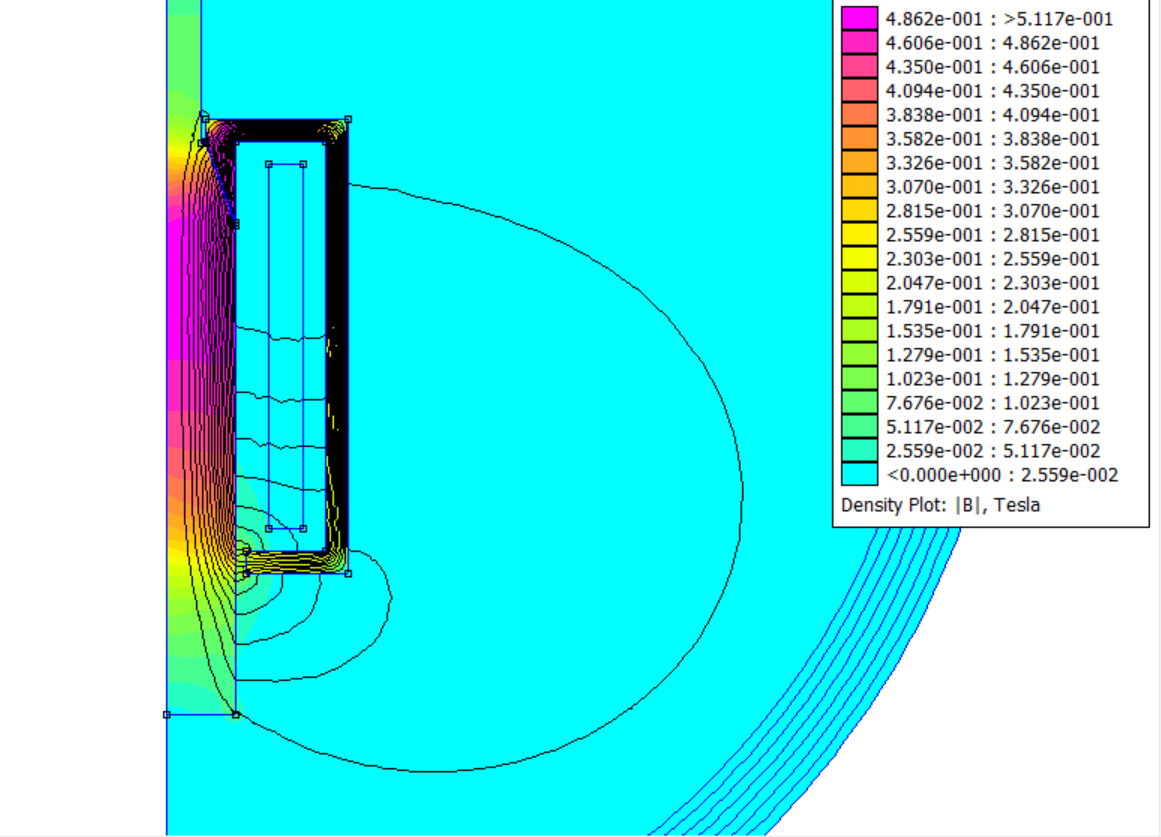 4.862e-001 : >5.117e-001
4.606e-001 : 4.862e-001
4.350e-001 : 4.606e-001
4.094e-001 : 4.350e-001
3.838e-001 : 4.094e-001
3.582e-001 : 3.838e-001
3.326e-001 : 3.582e-001
3.070e-001 : 3.326e-001
2.815e-001 : 3.070e-001
2.559e-001 : 2.815e-001
2.303e-001 : 2.559e-001
2.047e-001 : 2.303e-001
1.791e-001 : 2.047e-001
1.535e-001 : 1.791e-001
1.279e-001 : 1.535e-001
1.023e-001 : 1.279e-001
7.676e-002 : 1.023e-001
5.117e-002 : 7.676e-002
2.559e-002 : 5.117e-002
<0.000e+000 : 2.559e-002
Density Plot: |B|, Tesla